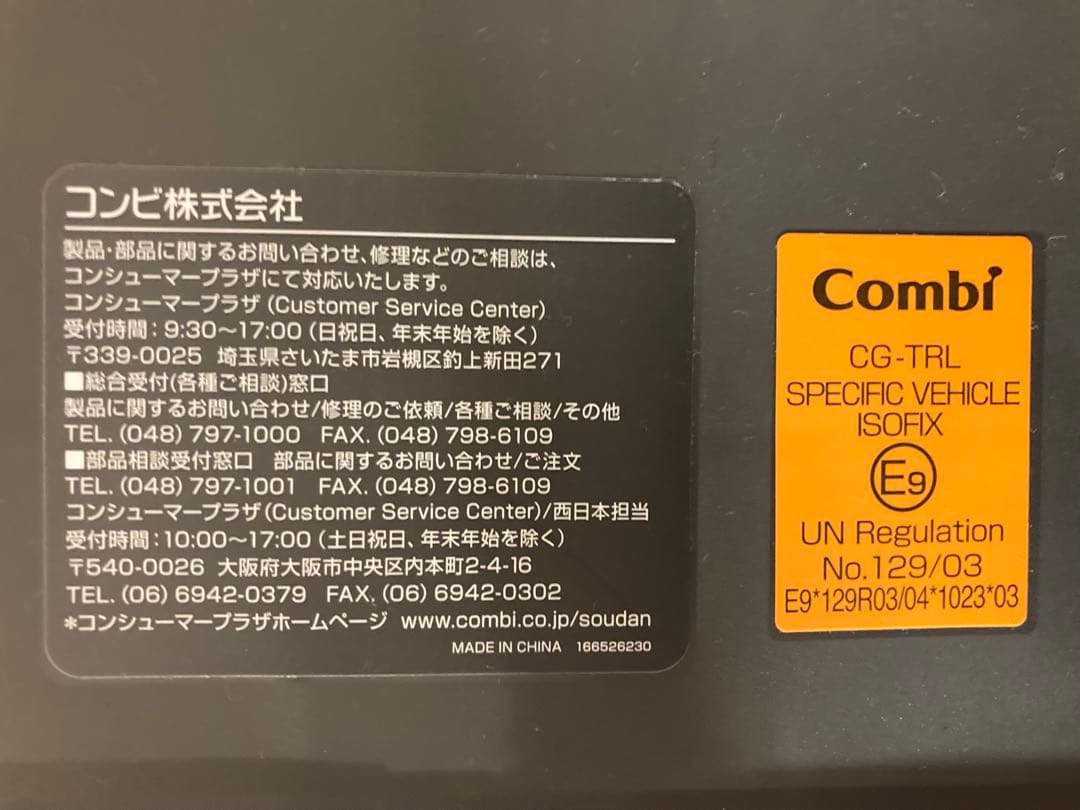 コンビ株式会社
製品・部品に関するお問い合わせ、修理などのご相談は、
コンシューマープラザにて対応いたします。
コンシューマープラザ (Customer Service Center)
受付時間：9:30～17:00 (日祝日、年末年始を除く)
〒339-0025 埼玉県さいたま市岩槻区釣上新田271
■総合受付(各種ご相談)窓口
製品に関するお問い合わせ/修理のご依頼/各種ご相談/その他
TEL. (048) 797-1000 FAX. (048) 798-6109
■部品相談受付窓口 部品に関するお問い合わせ/ご注文
TEL. (048) 797-1001 FAX. (048) 798-6109
コンシューマープラザ(Customer Service Center)/西日本担当
受付時間：10:00～17:00 (土日祝日、年末年始を除く)
〒540-0026 大阪府大阪市中央区内本町2-4-16
TEL. (06) 6942-0379 FAX. (06) 6942-0302
*コンシューマープラザホームページ www.combi.co.jp/soudan
MADE IN CHINA 166526230
Combi
CG-TRL
SPECIFIC VEHICLE
ISOFIX
E9
UN Regulation
No.129/03
E9*129R03/04*1023*03